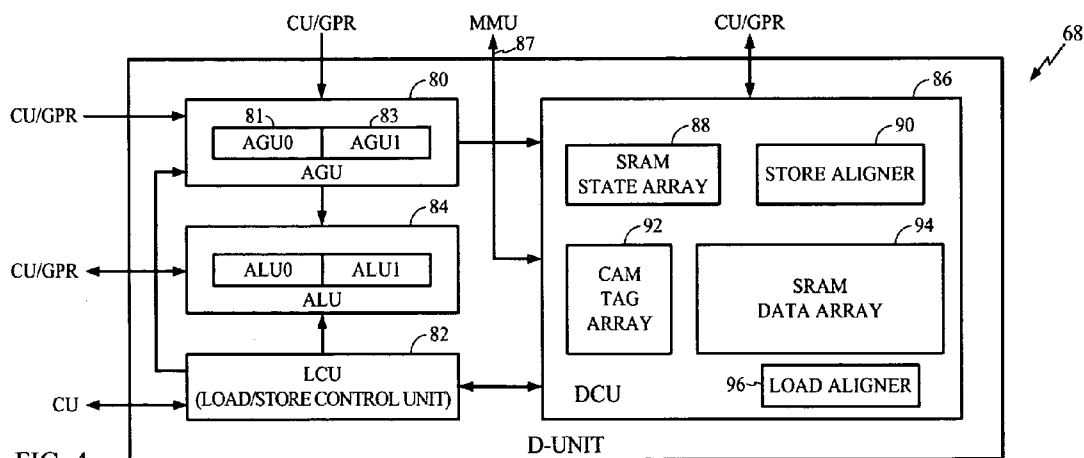 CU/GPR
MMU
87
CU/GPR
68
80
86
CU/GPR
81
83
AGU0
AGU1
AGU
88
SRAM
STATE ARRAY
90
STORE ALIGNER
84
CU/GPR
ALU0
ALU1
ALU
92
CAM
TAG
ARRAY
94
SRAM
DATA ARRAY
82
LCU
(LOAD/STORE CONTROL UNIT)
CU
96
LOAD ALIGNER
DCU
D-UNIT
FIG. 4